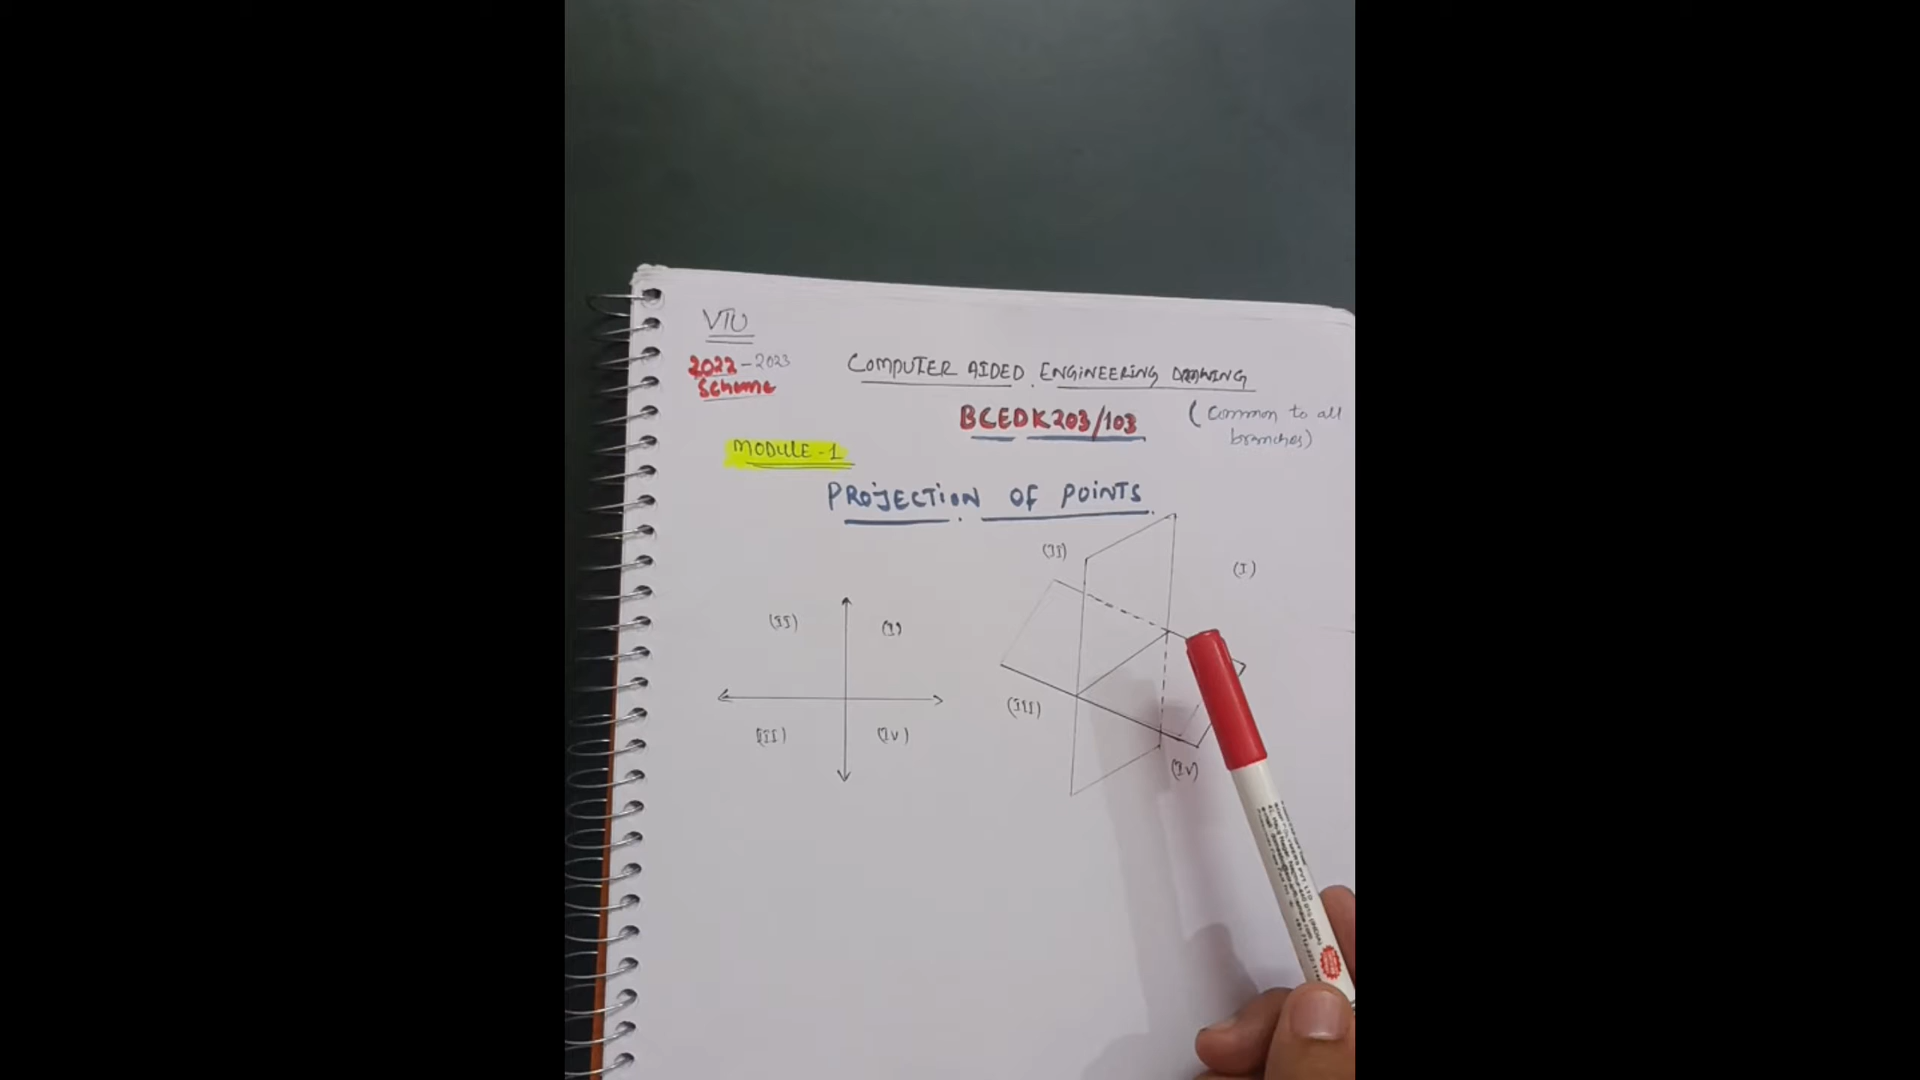 VTU
2022-2023
Scheme
COMPUTER AIDED ENGINEERING DRAWING
BCEDK203/103
(Common to all
branches)
MODULE-1
PROJECTION OF POINTS
(II)
(I)
(II)
(I)
(III)
(III)
(IV)
(IV)